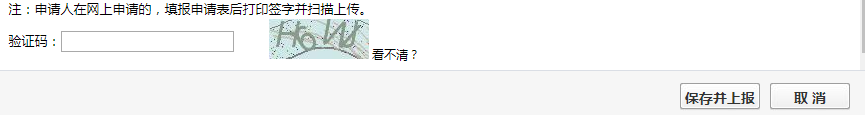 注：申请人在网上申请的，填报申请表后打印签字并扫描上传。
验证码：
看不清？
保存并上报 取 消